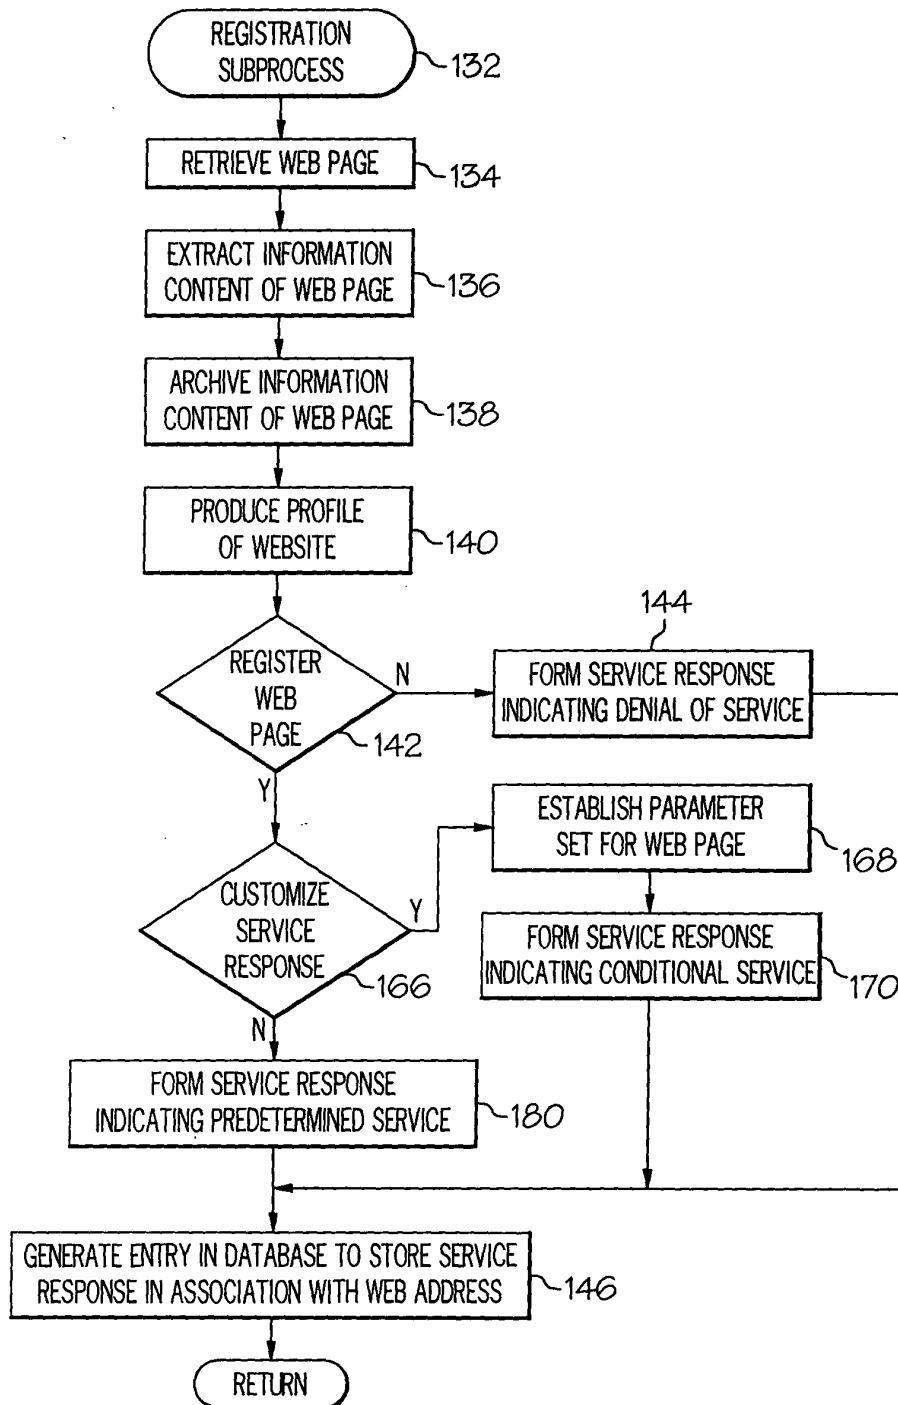 REGISTRATION
SUBPROCESS
132
RETRIEVE WEB PAGE
134
EXTRACT INFORMATION
CONTENT OF WEB PAGE
136
ARCHIVE INFORMATION
CONTENT OF WEB PAGE
138
PRODUCE PROFILE
OF WEBSITE
140
REGISTER
WEB
PAGE
142
N
144
FORM SERVICE RESPONSE
INDICATING DENIAL OF SERVICE
Y
CUSTOMIZE
SERVICE
RESPONSE
166
Y
ESTABLISH PARAMETER
SET FOR WEB PAGE
168
FORM SERVICE RESPONSE
INDICATING CONDITIONAL SERVICE
170
N
FORM SERVICE RESPONSE
INDICATING PREDETERMINED SERVICE
180
GENERATE ENTRY IN DATABASE TO STORE SERVICE
RESPONSE IN ASSOCIATION WITH WEB ADDRESS
146
RETURN